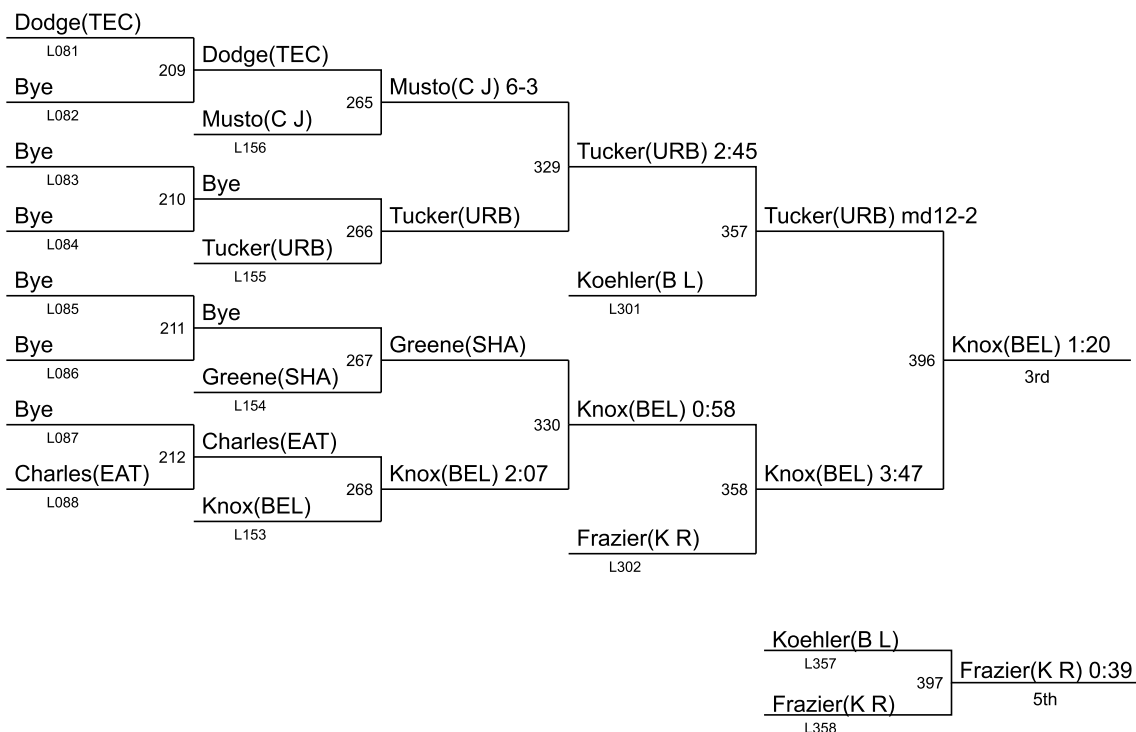 Dodge(TEC)
L081
209
Bye
L082
Dodge(TEC)
265
Musto(C J)
L156
Musto(C J) 6-3
Bye
L083
210
Bye
L084
Bye
266
Tucker(URB)
L155
Tucker(URB)
329
Tucker(URB) 2:45
357
Koehler(B L)
L301
Tucker(URB) md12-2
Bye
L085
211
Bye
L086
Bye
267
Greene(SHA)
L154
Greene(SHA)
Bye
L087
212
Charles(EAT)
L088
Charles(EAT)
268
Knox(BEL)
L153
Knox(BEL) 2:07
330
Knox(BEL) 0:58
358
Frazier(K R)
L302
Knox(BEL) 3:47
396
Knox(BEL) 1:20
3rd
Koehler(B L)
L357
397
Frazier(K R)
L358
Frazier(K R) 0:39
5th